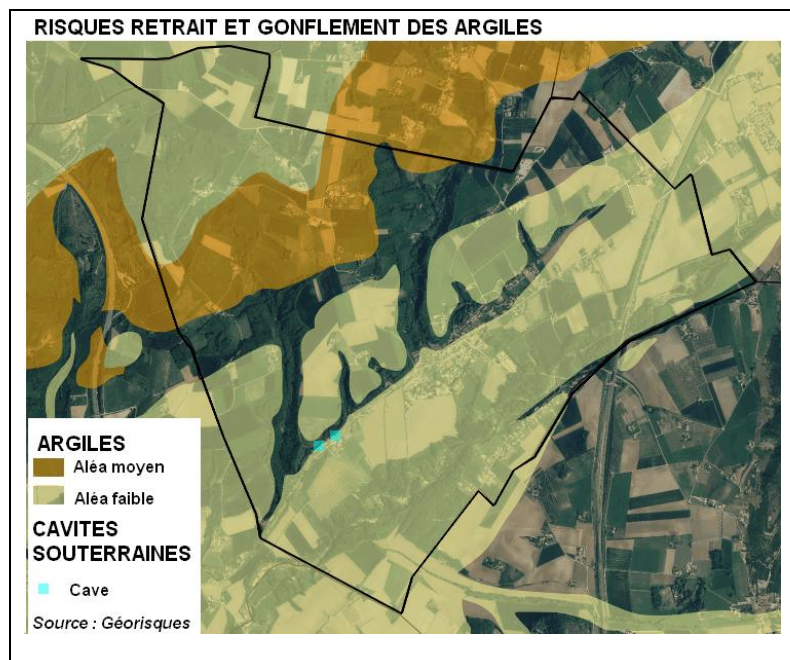 RISQUES RETRAIT ET GONFLEMENT DES ARGILES
ARGILES
Aléa moyen
Aléa faible
CAVITES
SOUTERRAINES
Cave
Source : Géorisques